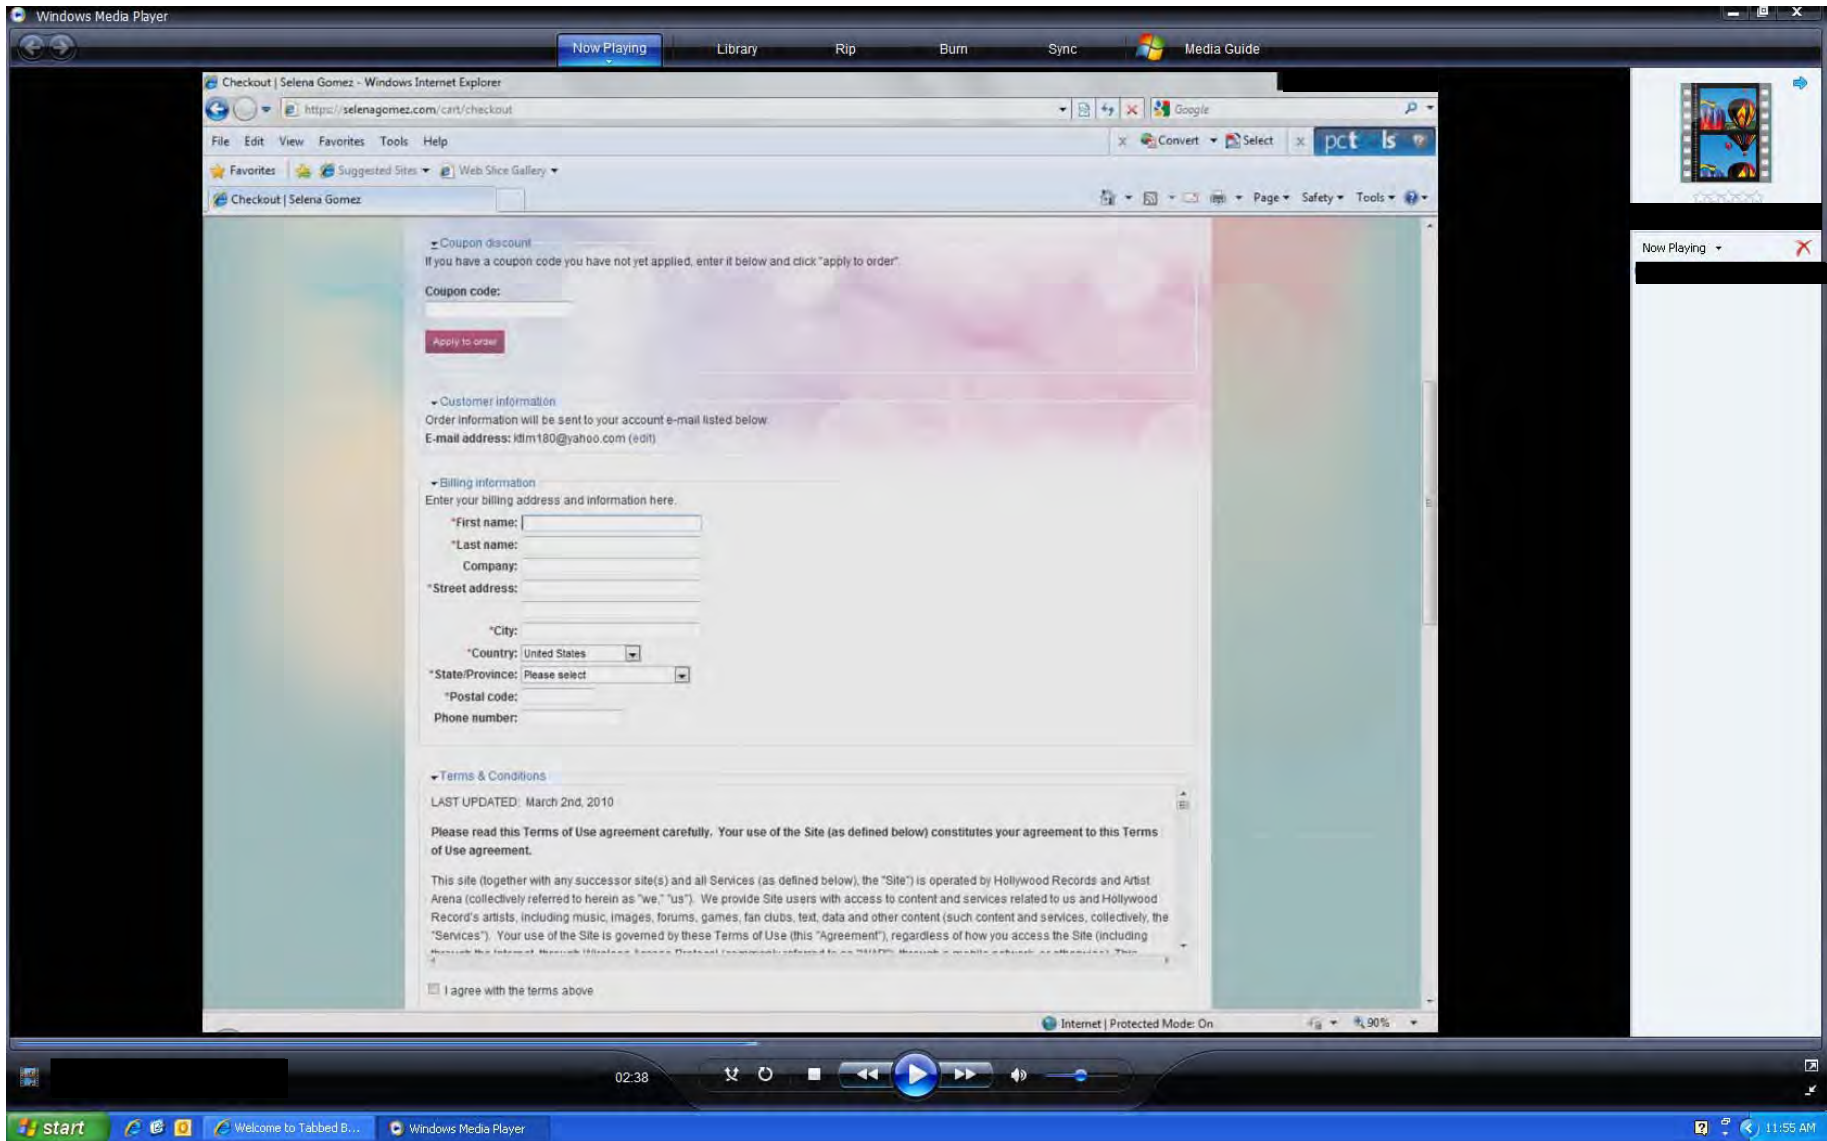 Windows Media Player
Now Playing
Library
Rip
Burn
Sync
Media Guide
Checkout | Selena Gomez - Windows Internet Explorer
https://selenagomez.com/cart/checkout
Google
File Edit View Favorites Tools Help
Convert
Select
pct ls
Favorites
Suggested Sites
Web Slice Gallery
Checkout | Selena Gomez
Page Safety Tools
Coupon discount
If you have a coupon code you have not yet applied, enter it below and click "apply to order"
Coupon code:
Apply to order
Customer information
Order information will be sent to your account e-mail listed below.
E-mail address: (edit)
Billing information
Enter your billing address and information here.
*First name:
*Last name:
Company:
*Street address:
*City:
*Country: United States
*State/Province: Please select
*Postal code:
Phone number:
Terms & Conditions
LAST UPDATED: March 2nd, 2010
Please read this Terms of Use agreement carefully. Your use of the Site (as defined below) constitutes your agreement to this Terms
of Use agreement.
This site (together with any successor site(s) and all Services (as defined below), the "Site") is operated by Hollywood Records and Artist
Arena (collectively referred to herein as "we," "us"). We provide Site users with access to content and services related to us and Hollywood
Record's artists, including music, images, forums, games, fan clubs, text, data and other content (such content and services, collectively, the
"Services"). Your use of the Site is governed by these Terms of Use (this "Agreement"), regardless of how you access the Site (including
I agree with the terms above
Internet | Protected Mode: On
90%
Now Playing
02:38
start
Welcome to Tabbed B...
Windows Media Player
11:55 AM